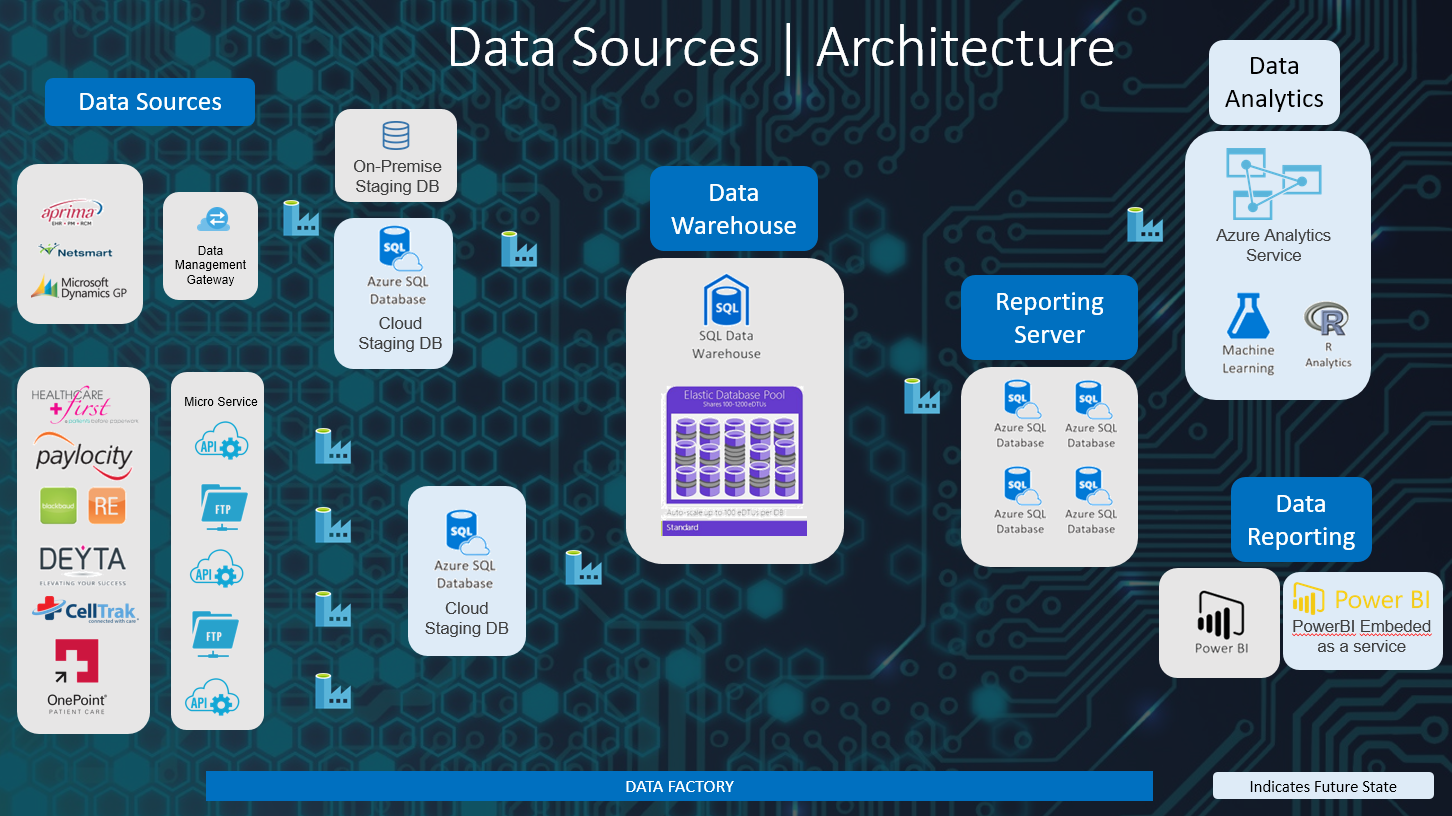 Data Sources | Architecture
Data Sources
aprima
EHR • PM • RCM
Netsmart
Microsoft
Dynamics GP
Data
Management
Gateway
On-Premise
Staging DB
SQL
Azure SQL
Database
Cloud
Staging DB
HEALTHCARE
+first
patients before paperwork
paylocity
blackbaud
RE
DEYTA
ELEVATING YOUR SUCCESS
CellTrak
connected with care
OnePoint
PATIENT CARE
Micro Service
API
FTP
API
FTP
API
SQL
Azure SQL
Database
Cloud
Staging DB
Data
Warehouse
SQL
SQL Data
Warehouse
Elastic Database Pool
Shares 100-1200 eDTUs
Auto-scale up to 100 eDTUs per DB
Standard
Reporting
Server
SQL
Azure SQL
Database
SQL
Azure SQL
Database
SQL
Azure SQL
Database
SQL
Azure SQL
Database
Data
Analytics
Azure Analytics
Service
Machine
Learning
R
R
Analytics
Data
Reporting
Power BI
Power BI
PowerBI Embeded
as a service
DATA FACTORY
Indicates Future State